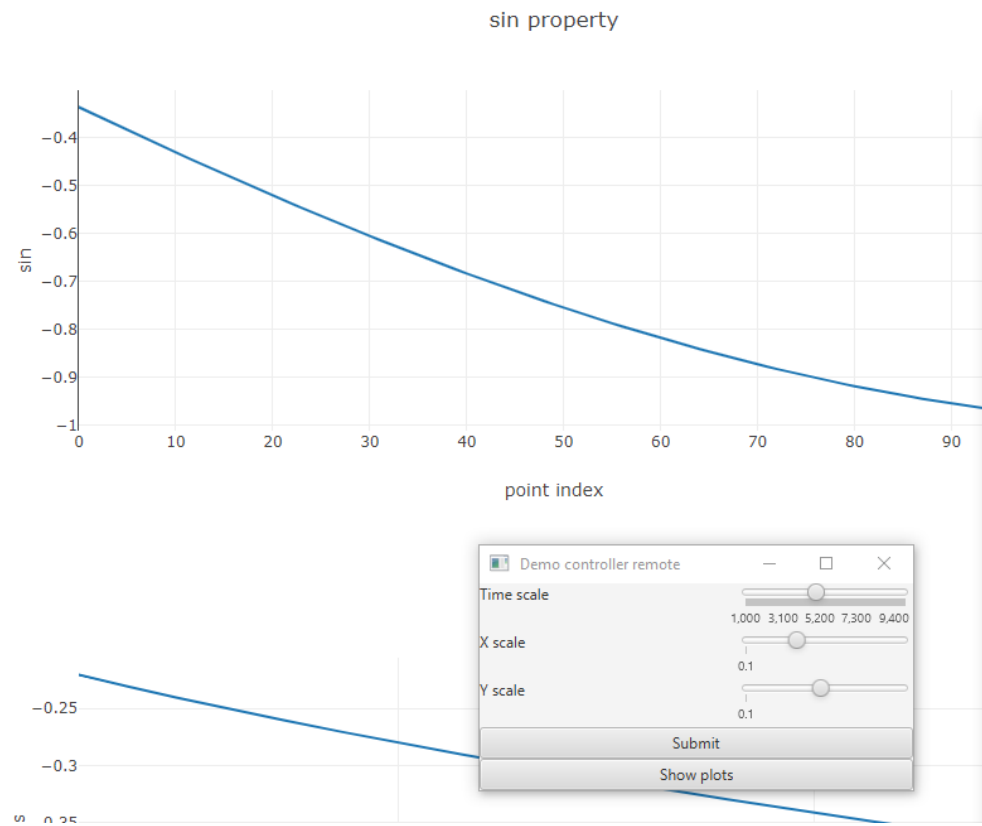 sin property
−0.4
−0.5
−0.6
−0.7
−0.8
−0.9
−1
sin
0 10 20 30 40 50 60 70 80 90
point index
Demo controller remote
Time scale
1,000 3,100 5,200 7,300 9,400
X scale
0.1
Y scale
0.1
Submit
Show plots
−0.25
−0.3
−0.35
s